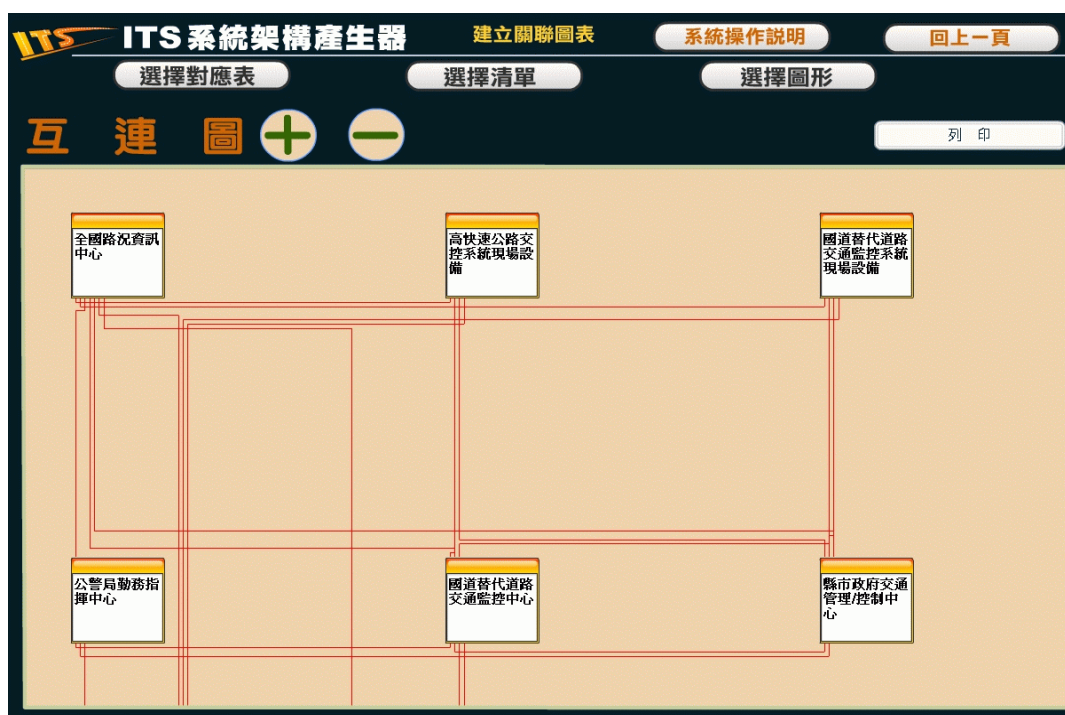 ITS ITS系統架構產生器 建立關聯圖表 系統操作説明 回上一頁
選擇對應表 選擇清單 選擇圖形
互連圖 列印
全國路況資訊
中心
高快速公路交
控系統現場設
備
國道替代道路
交通監控系統
現場設備
公警局勤務指
揮中心
國道替代道路
交通監控中心
縣市政府交通
管理/控制中
心